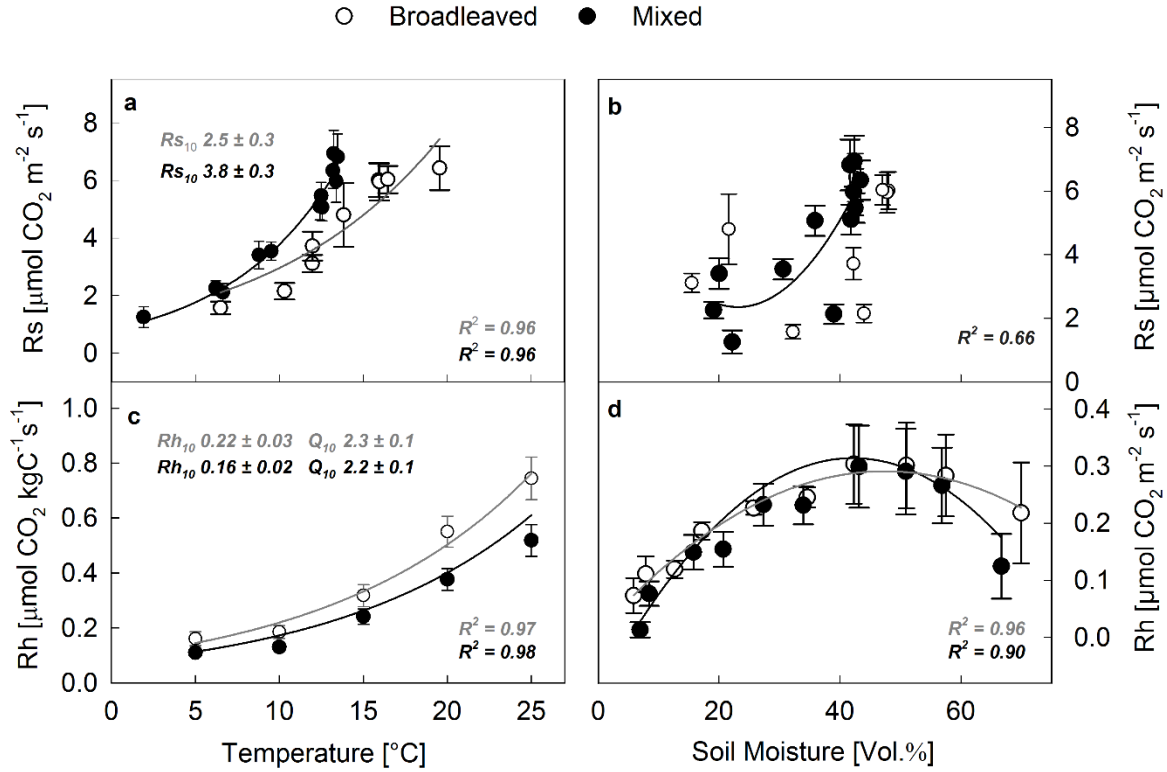 Broadleaved Mixed
a
Rs10 2.5 ± 0.3
Rs10 3.8 ± 0.3
R2 = 0.96
R2 = 0.96
Rs [µmol CO2 m-2 s-1]
8
6
4
2
0
b
R2 = 0.66
8
6
4
2
0
Rs [µmol CO2 m-2 s-1]
c
Rh10 0.22 ± 0.03 Q10 2.3 ± 0.1
Rh10 0.16 ± 0.02 Q10 2.2 ± 0.1
R2 = 0.97
R2 = 0.98
Rh [µmol CO2 kgC-1s-1]
1.0
0.8
0.6
0.4
0.2
0.0
0 5 10 15 20 25
Temperature [°C]
d
R2 = 0.96
R2 = 0.90
0.4
0.3
0.2
0.1
0.0
Rh [µmol CO2 m-2 s-1]
0 20 40 60
Soil Moisture [Vol.%]